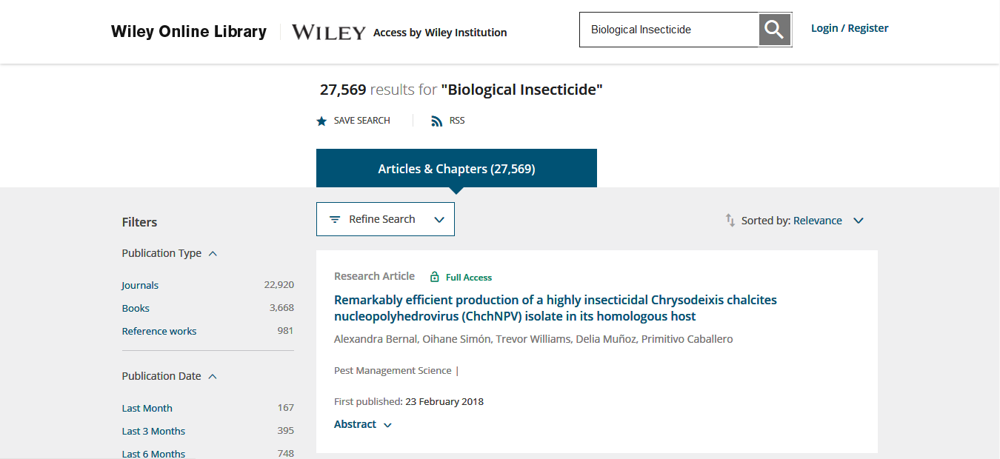 Wiley Online Library
WILEY
Access by Wiley Institution
Biological Insecticide
Login / Register
27,569 results for "Biological Insecticide"
SAVE SEARCH
RSS
Articles & Chapters (27,569)
Filters
Publication Type
Journals 22,920
Books 3,668
Reference works 981
Publication Date
Last Month 167
Last 3 Months 395
Last 6 Months 748
Refine Search
Sorted by: Relevance
Research Article
Full Access
Remarkably efficient production of a highly insecticidal Chrysodeixis chalcites
nucleopolyhedrovirus (ChchNPV) isolate in its homologous host
Alexandra Bernal, Oihane Simón, Trevor Williams, Delia Muñoz, Primitivo Caballero
Pest Management Science |
First published: 23 February 2018
Abstract